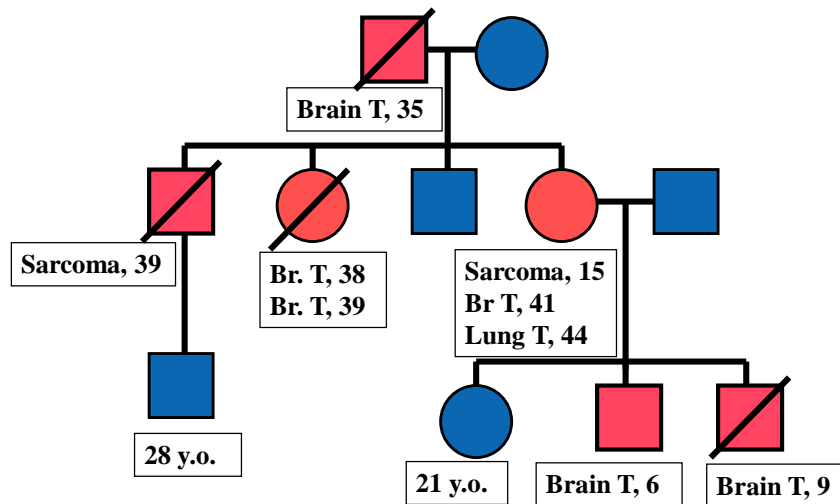 Brain T, 35
Sarcoma, 39
Br. T, 38
Br. T, 39
Sarcoma, 15
Br T, 41
Lung T, 44
28 y.o.
21 y.o.
Brain T, 6
Brain T, 9